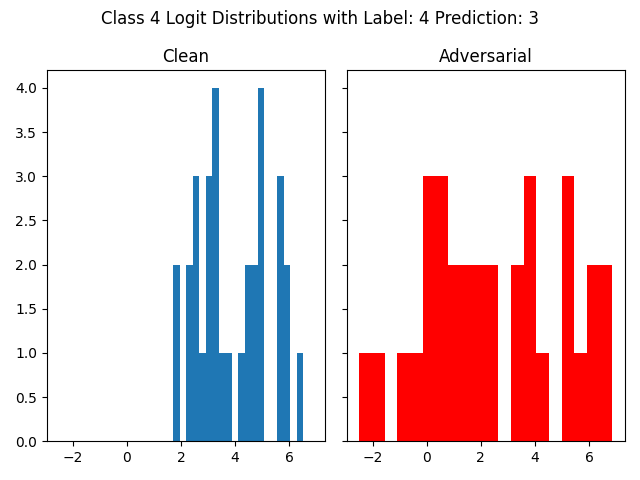 Class 4 Logit Distributions with Label: 4 Prediction: 3
Clean
Adversarial
4.0
3.5
3.0
2.5
2.0
1.5
1.0
0.5
0.0
−2 0 2 4 6
−2 0 2 4 6